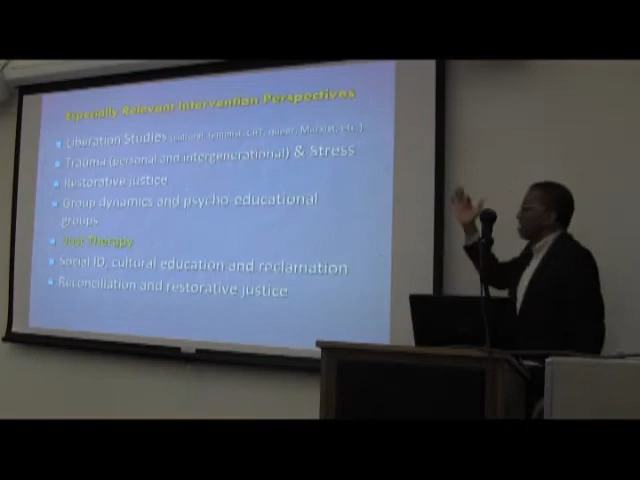 Especially Relevant Intervention Perspectives
Liberation Studies (cultural, feminist, CRT, queer, Marxist, etc.)
Trauma (personal and intergenerational) & Stress
Restorative justice
Group dynamics and psycho-educational
groups
Just Therapy
Social ID, cultural education and reclamation
Reconciliation and restorative justice